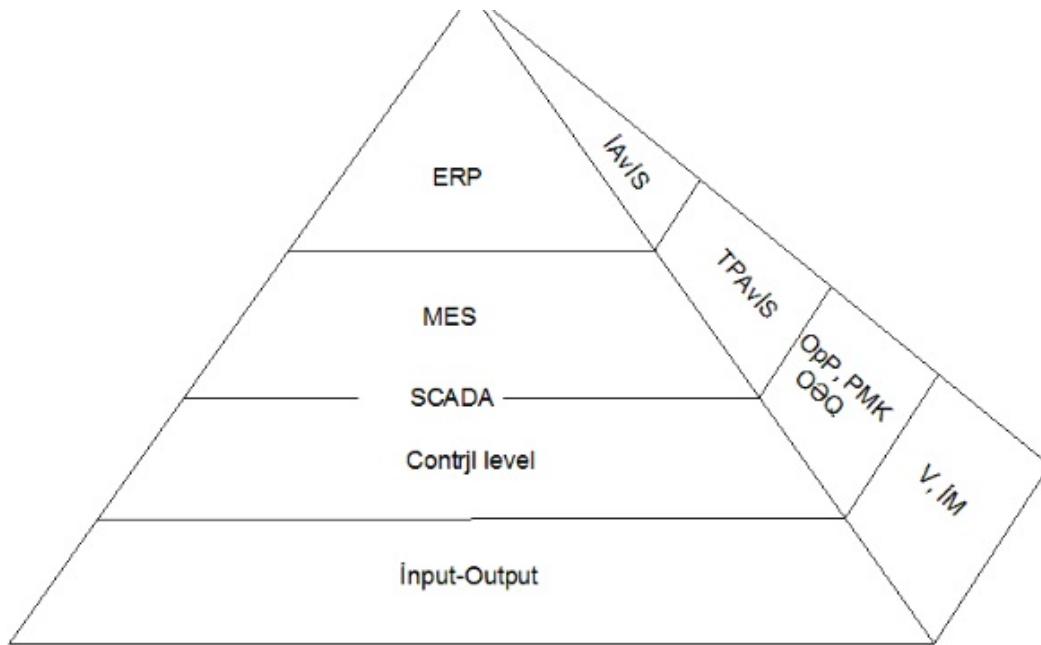 ERP
İAvİS
MES
TPAvİS
SCADA
OpP, PMK
OƏQ
Contrjl level
V, İM
İnput-Output